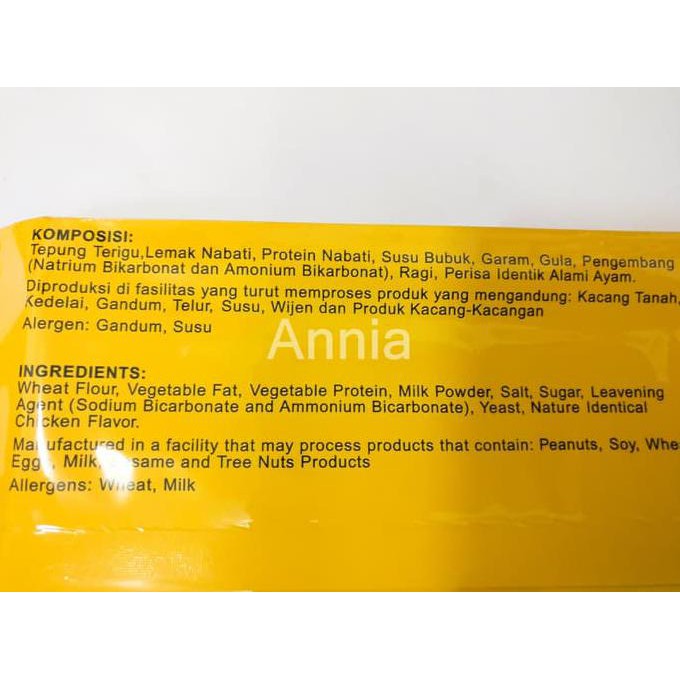 KOMPOSISI:
Tepung Terigu,Lemak Nabati, Protein Nabati, Susu Bubuk, Garam, Gula, Pengembang
(Natrium Bikarbonat dan Amonium Bikarbonat), Ragi, Perisa Identik Alami Ayam.
Diproduksi di fasilitas yang turut memproses produk yang mengandung: Kacang Tanah,
Kedelai, Gandum, Telur, Susu, Wijen dan Produk Kacang-Kacangan
Alergen: Gandum, Susu
Annia
INGREDIENTS:
Wheat Flour, Vegetable Fat, Vegetable Protein, Milk Powder, Salt, Sugar, Leavening
Agent (Sodium Bicarbonate and Ammonium Bicarbonate), Yeast, Nature Identical
Chicken Flavor.
Manufactured in a facility that may process products that contain: Peanuts, Soy,
Eggs, Milk, Sesame and Tree Nuts Products
Allergens: Wheat, Milk